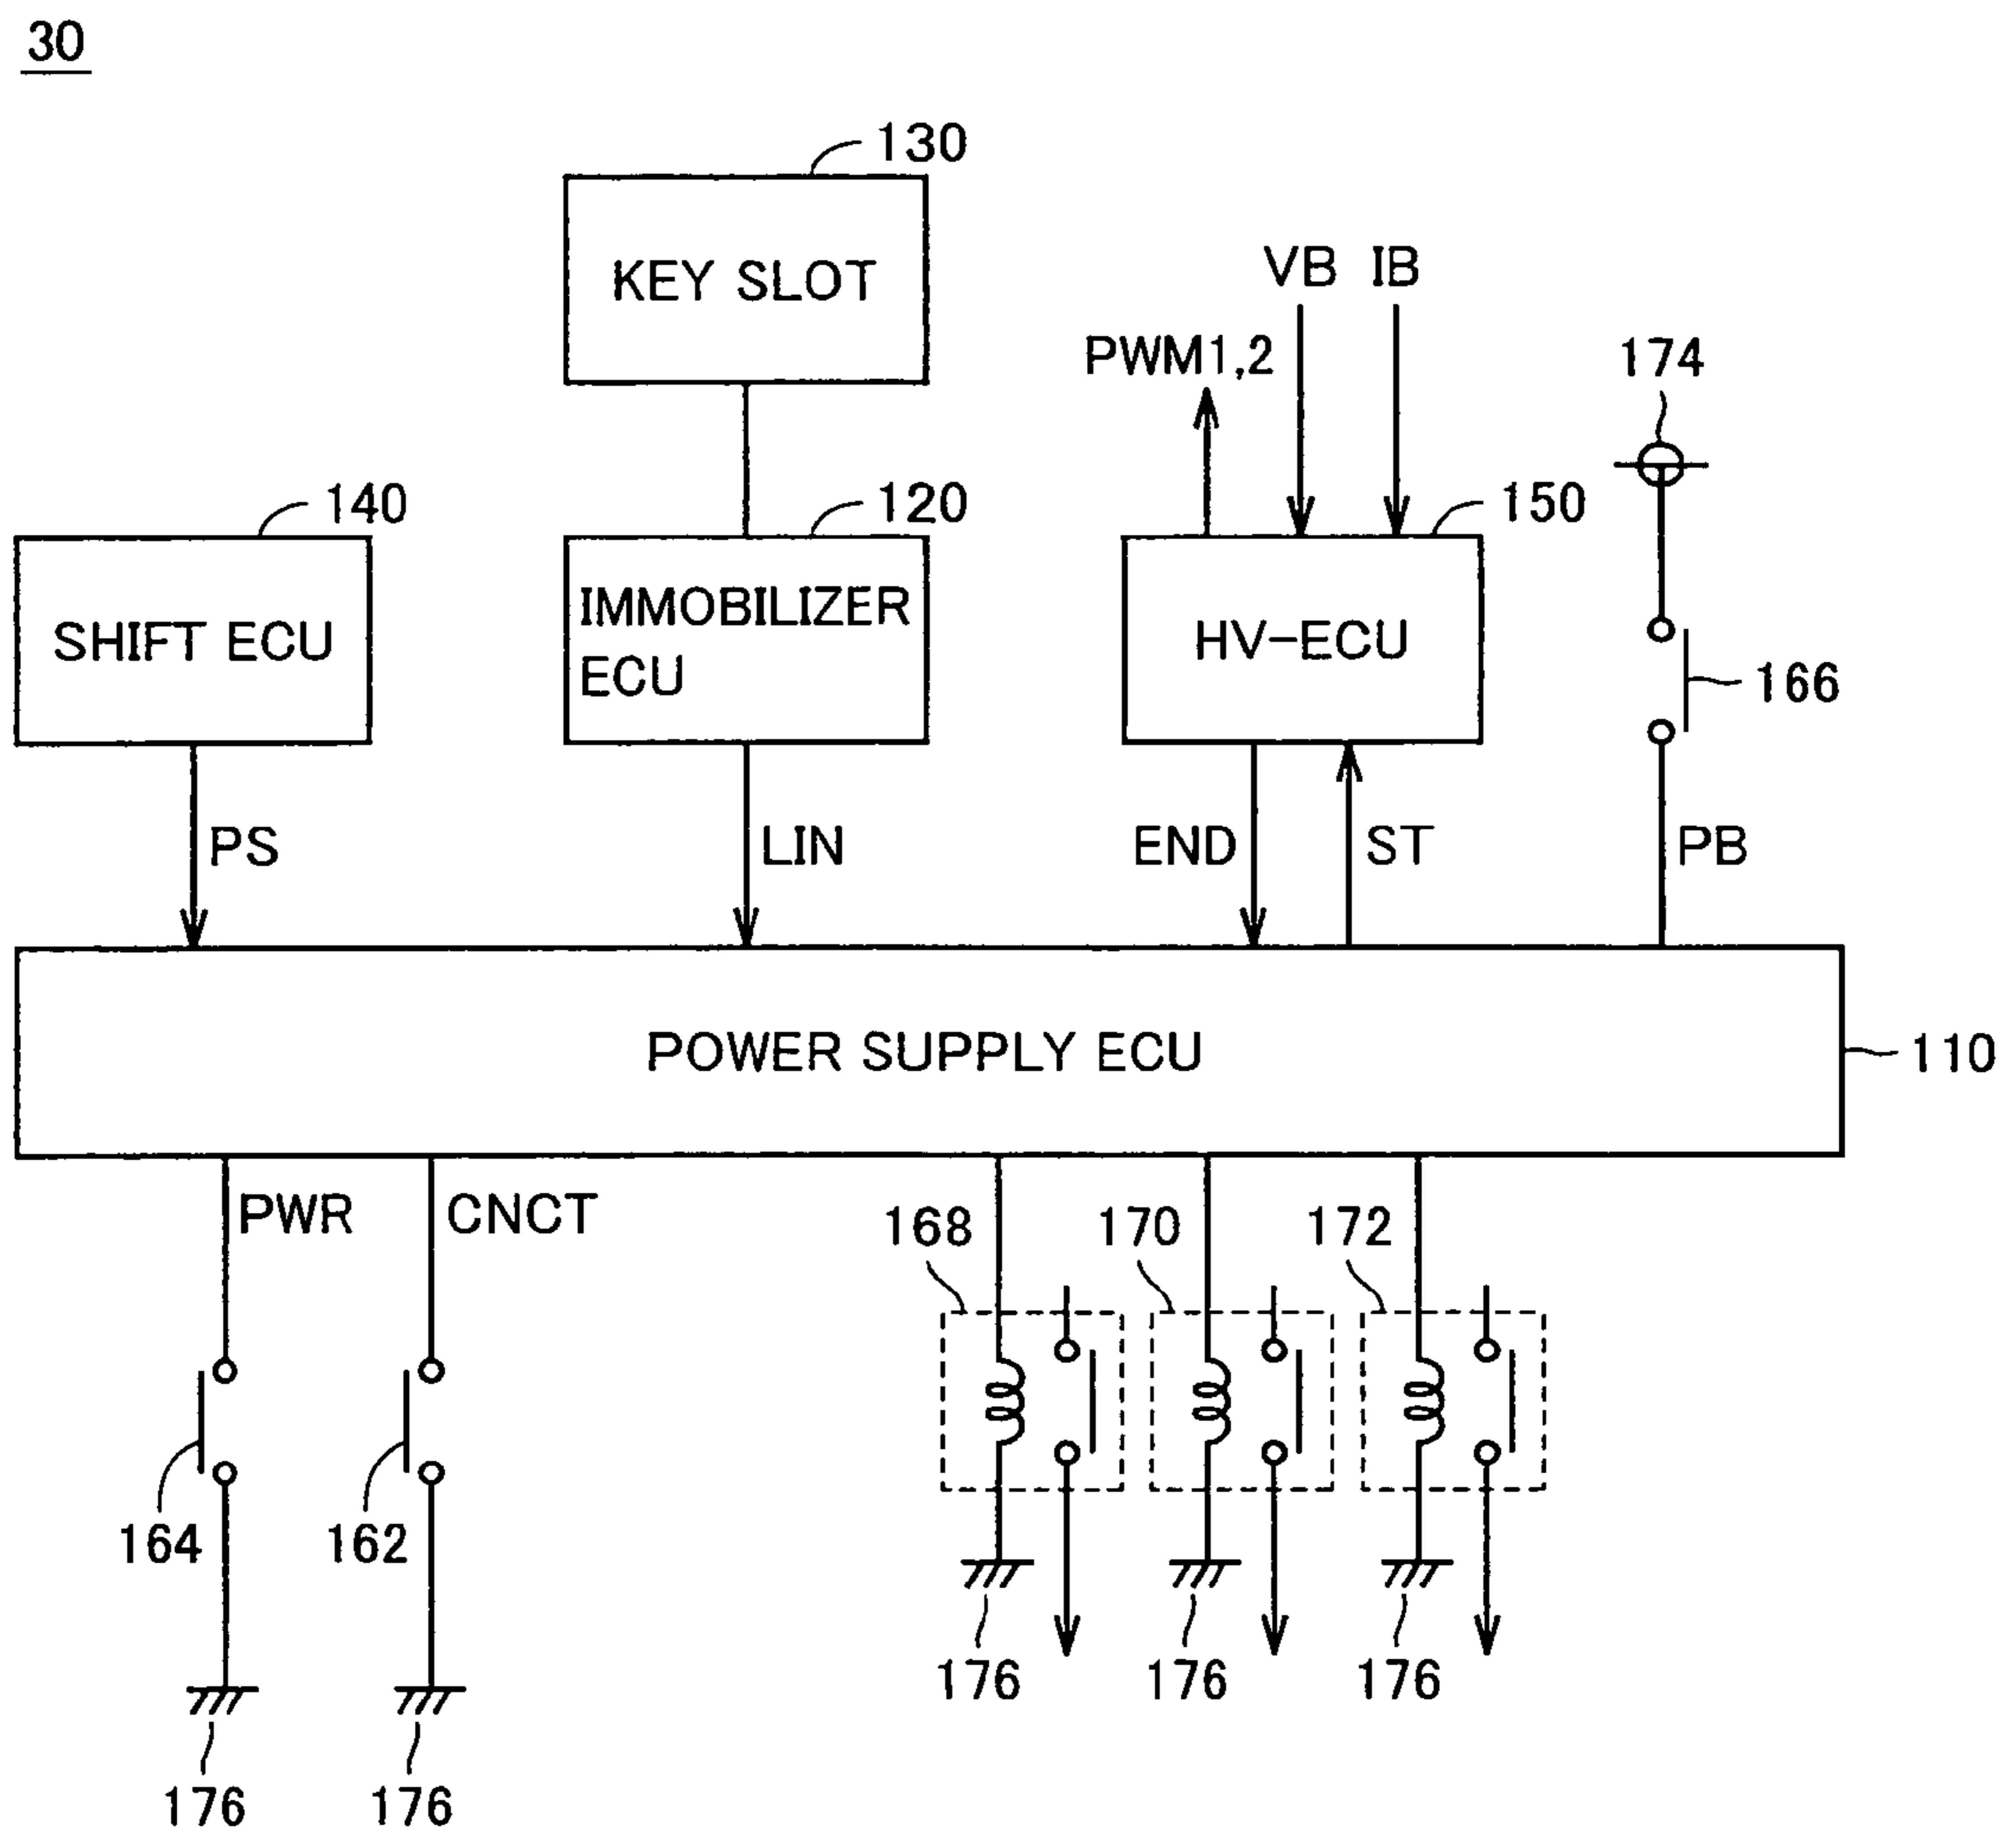 30
130
KEY SLOT
VB IB
PWM1,2
174
140
120
150
SHIFT ECU
IMMOBILIZER
ECU
HV-ECU
166
PS
LIN
END
ST
PB
POWER SUPPLY ECU
110
PWR
CNCT
168
170
172
164
162
176
176
176
176
176